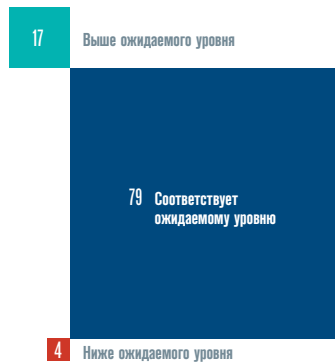 17 Выше ожидаемого уровня
79 Соответствует
ожидаемому уровню
4 Ниже ожидаемого уровня